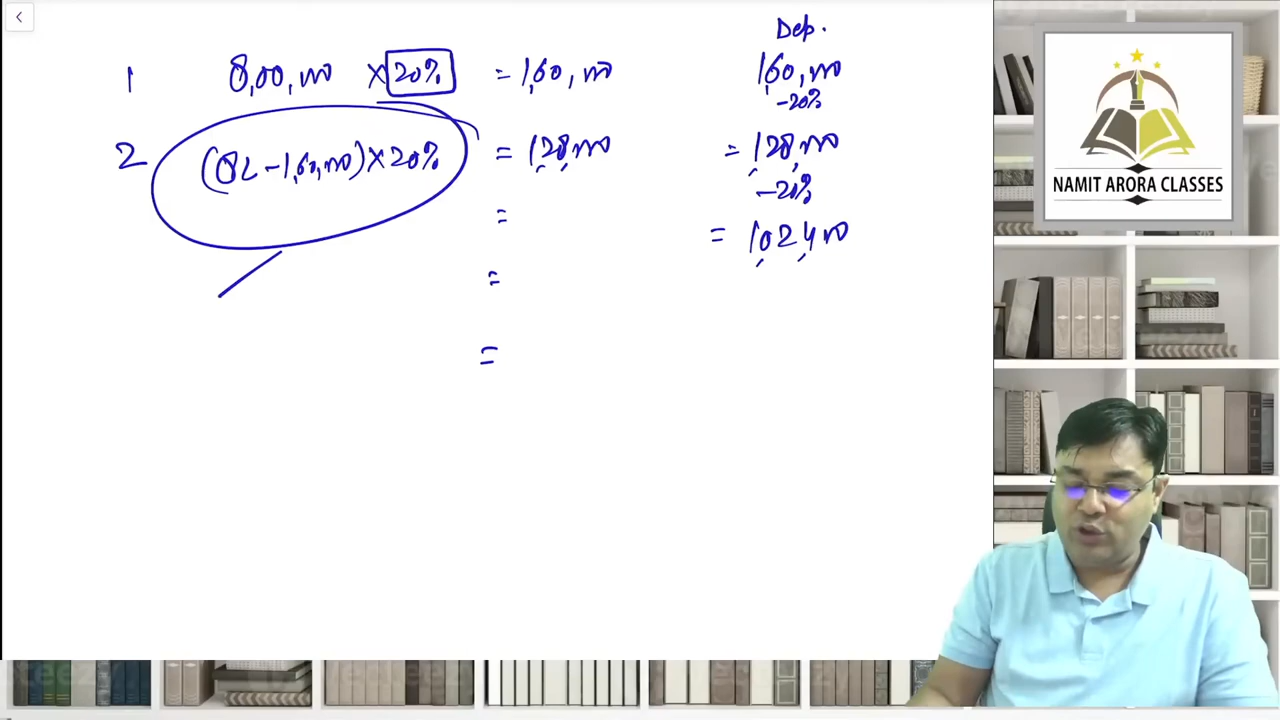 Dep.
1 8,00,000 × 20% = 1,60,000 1,60,000
-20%
2 (8L - 1,60,000) × 20% = 1,28,000 = 1,28,000
-20%
= = 1,02,400
=
=
NAMIT ARORA CLASSES